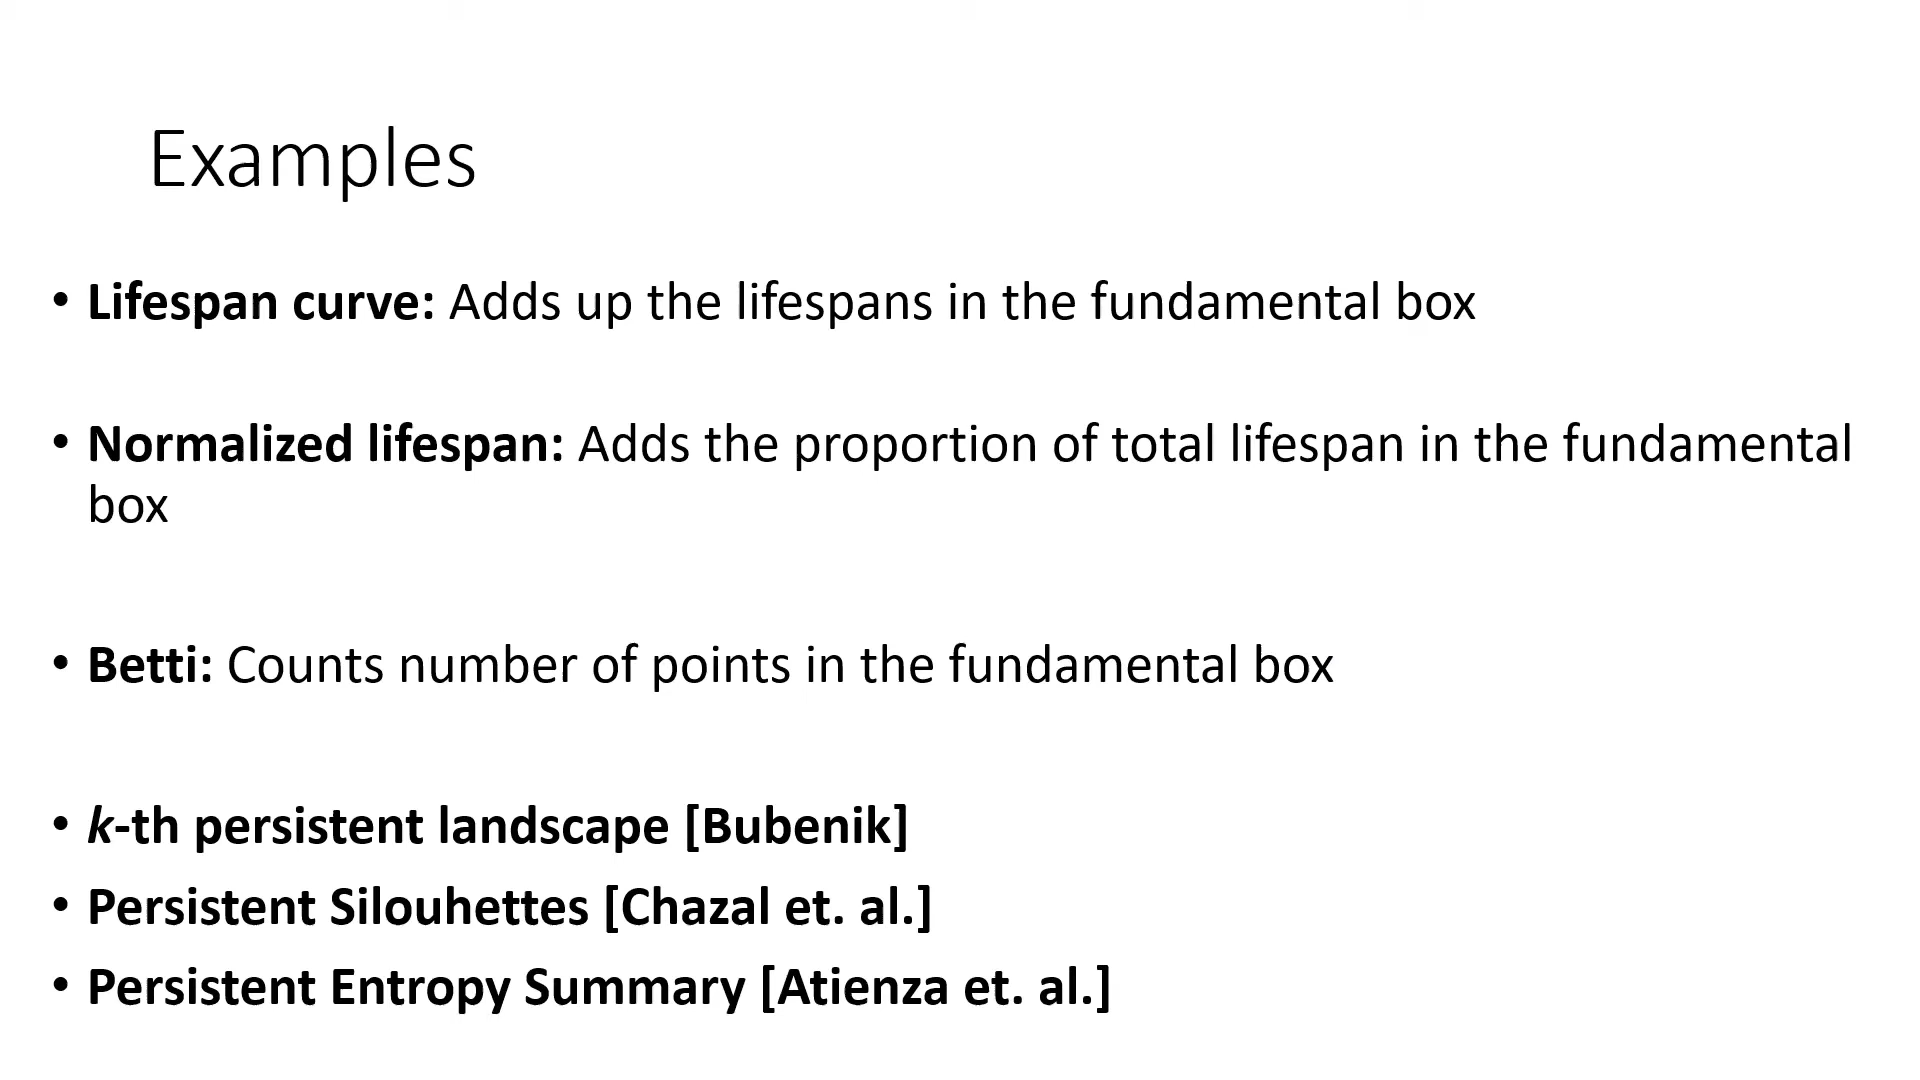 Examples
• Lifespan curve: Adds up the lifespans in the fundamental box
• Normalized lifespan: Adds the proportion of total lifespan in the fundamental
box
• Betti: Counts number of points in the fundamental box
• k-th persistent landscape [Bubenik]
• Persistent Silouhettes [Chazal et. al.]
• Persistent Entropy Summary [Atienza et. al.]